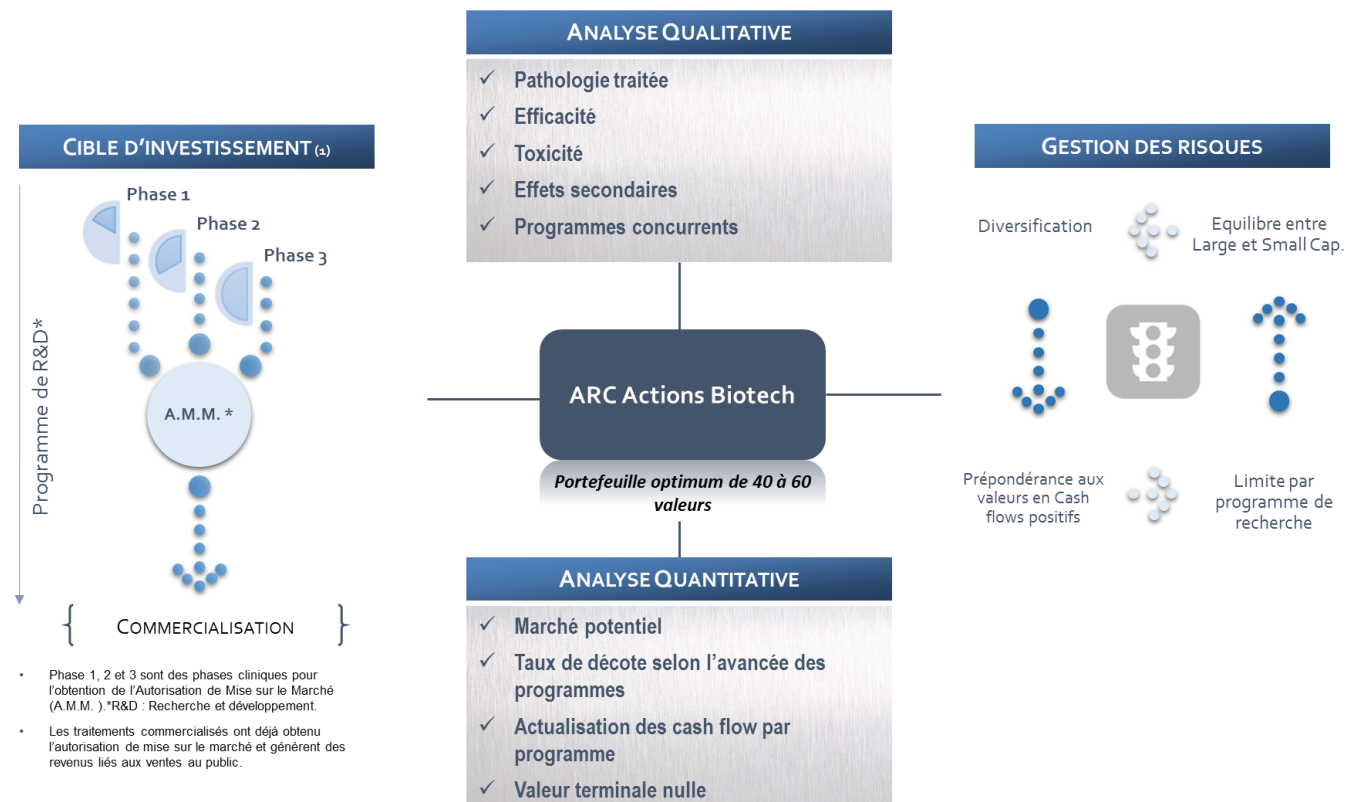 ANALYSE QUALITATIVE
✓ Pathologie traitée
✓ Efficacité
✓ Toxicité
✓ Effets secondaires
✓ Programmes concurrents
CIBLE D'INVESTISSEMENT (1)
Phase 1
Phase 2
Phase 3
Programme de R&D*
A.M.M. *
{ COMMERCIALISATION }
• Phase 1, 2 et 3 sont des phases cliniques pour
l'obtention de l'Autorisation de Mise sur le Marché
(A.M.M. ).*R&D : Recherche et développement.
• Les traitements commercialisés ont déjà obtenu
l'autorisation de mise sur le marché et génèrent des
revenus liés aux ventes au public.
ARC Actions Biotech
Portefeuille optimum de 40 à 60
valeurs
ANALYSE QUANTITATIVE
✓ Marché potentiel
✓ Taux de décote selon l'avancée des
programmes
✓ Actualisation des cash flow par
programme
✓ Valeur terminale nulle
GESTION DES RISQUES
Diversification
Equilibre entre
Large et Small Cap.
Prépondérance aux
valeurs en Cash
flows positifs
Limite par
programme de
recherche